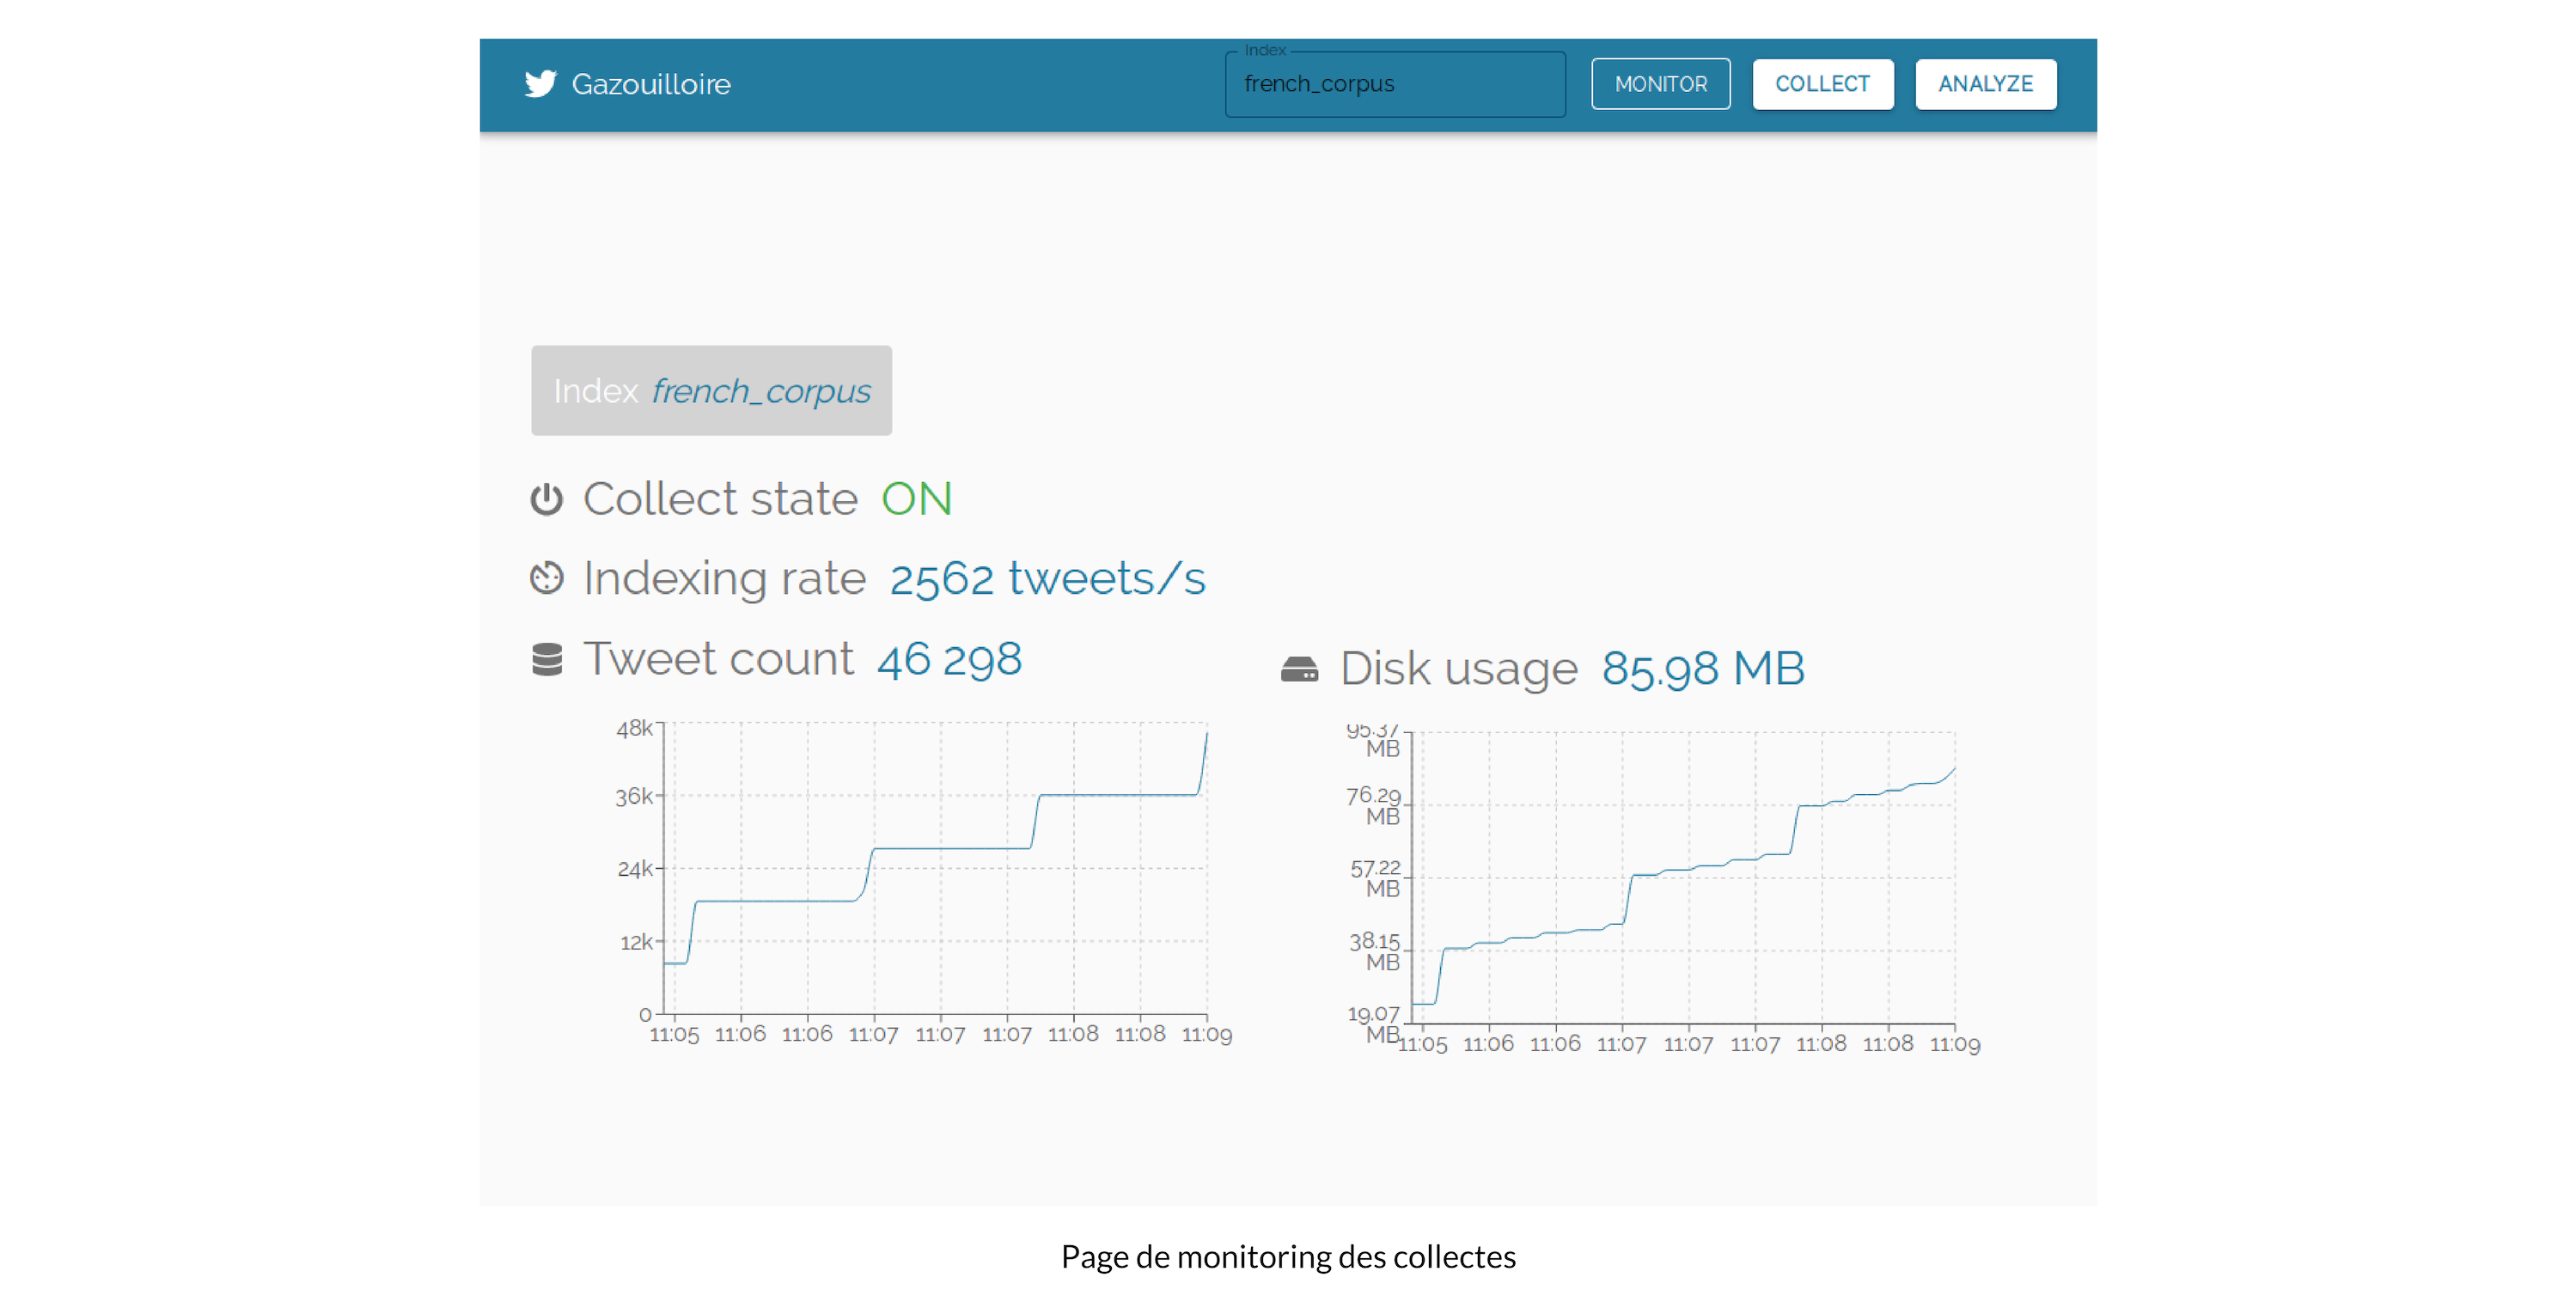 Index
Gazouilloire
french_corpus
MONITOR
COLLECT
ANALYZE
Index french_corpus
Collect state ON
Indexing rate 2562 tweets/s
Tweet count 46 298
48k
36k
24k
12k
0
11:05 11:06 11:06 11:07 11:07 11:07 11:08 11:08 11:09
Disk usage 85.98 MB
95.37
MB
76.29
MB
57.22
MB
38.15
MB
19.07
MB
11:05 11:06 11:06 11:07 11:07 11:07 11:08 11:08 11:09
Page de monitoring des collectes